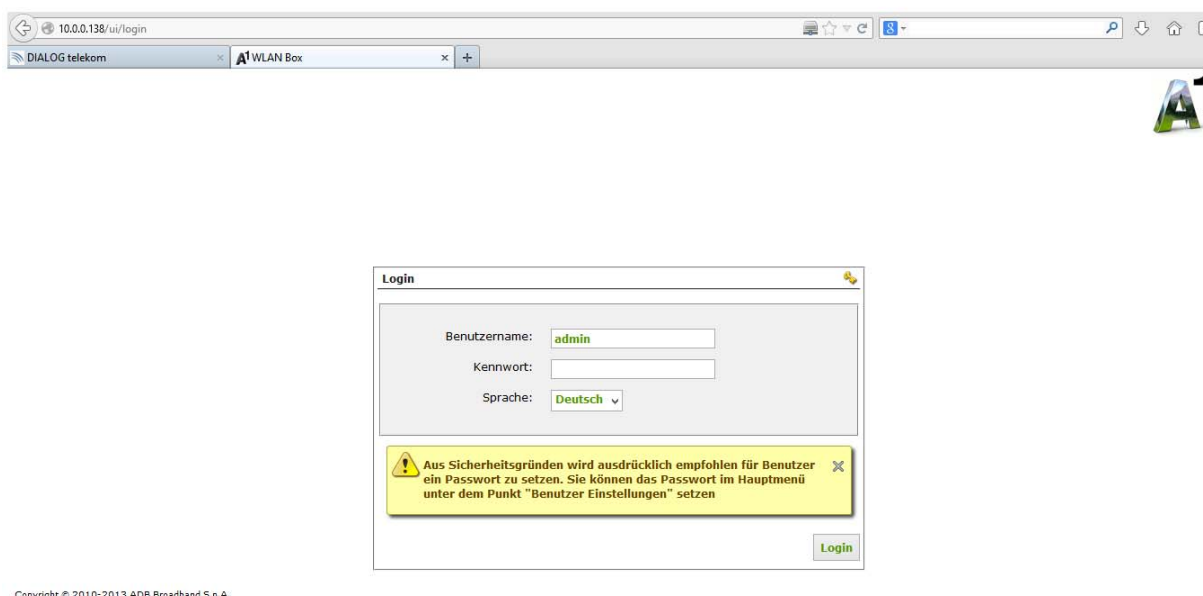 10.0.0.138/ui/login
8
DIALOG telekom
A1 WLAN Box
A1
Login
Benutzername: admin
Kennwort:
Sprache: Deutsch
Aus Sicherheitsgründen wird ausdrücklich empfohlen für Benutzer
ein Passwort zu setzen. Sie können das Passwort im Hauptmenü
unter dem Punkt "Benutzer Einstellungen" setzen
Login
Copyright © 2010-2013 ADB Broadband S.p.A.